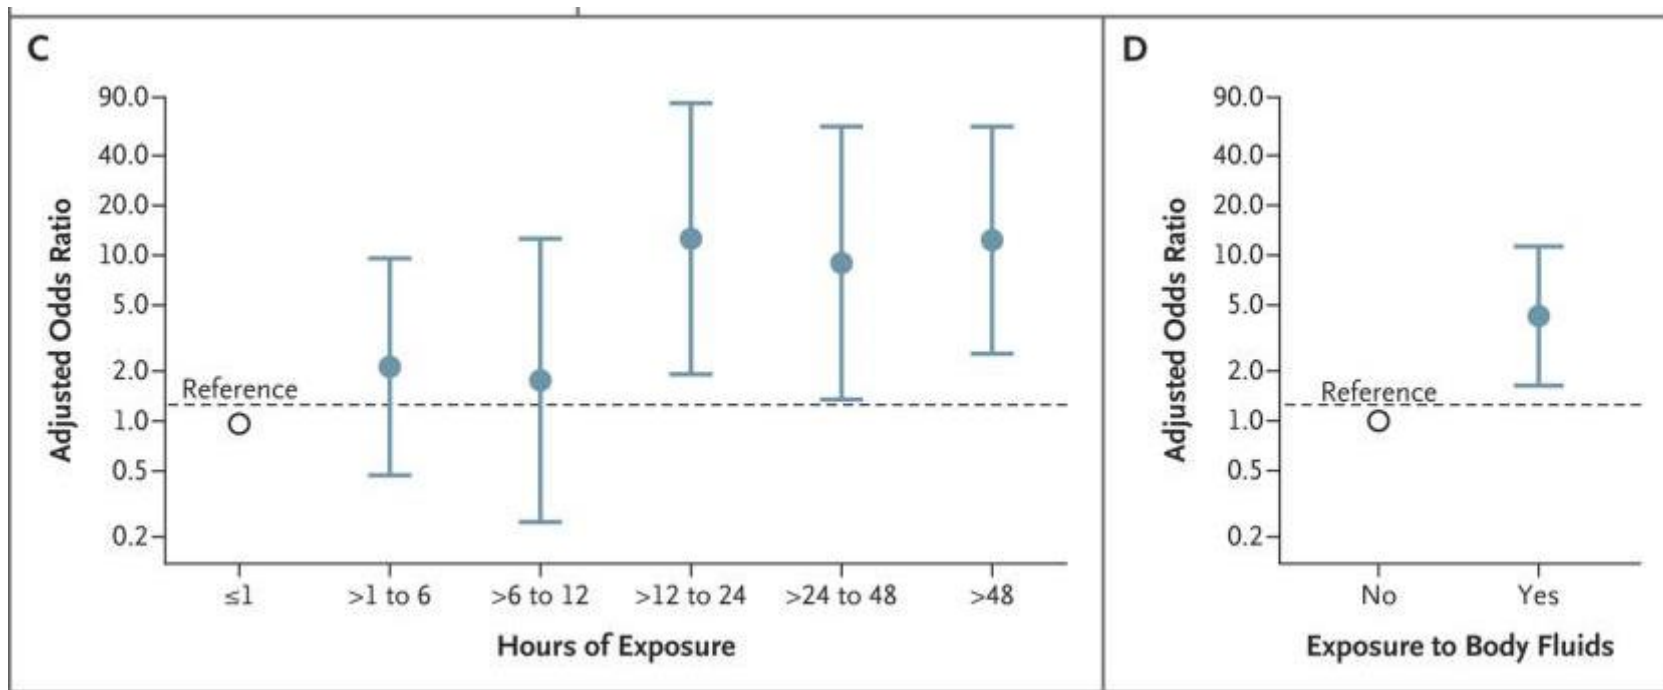 C
90.0
40.0
20.0
10.0
5.0
2.0
1.0
0.5
0.2
Adjusted Odds Ratio
Reference
≤1 >1 to 6 >6 to 12 >12 to 24 >24 to 48 >48
Hours of Exposure
D
90.0
40.0
20.0
10.0
5.0
2.0
1.0
0.5
0.2
Adjusted Odds Ratio
Reference
No Yes
Exposure to Body Fluids